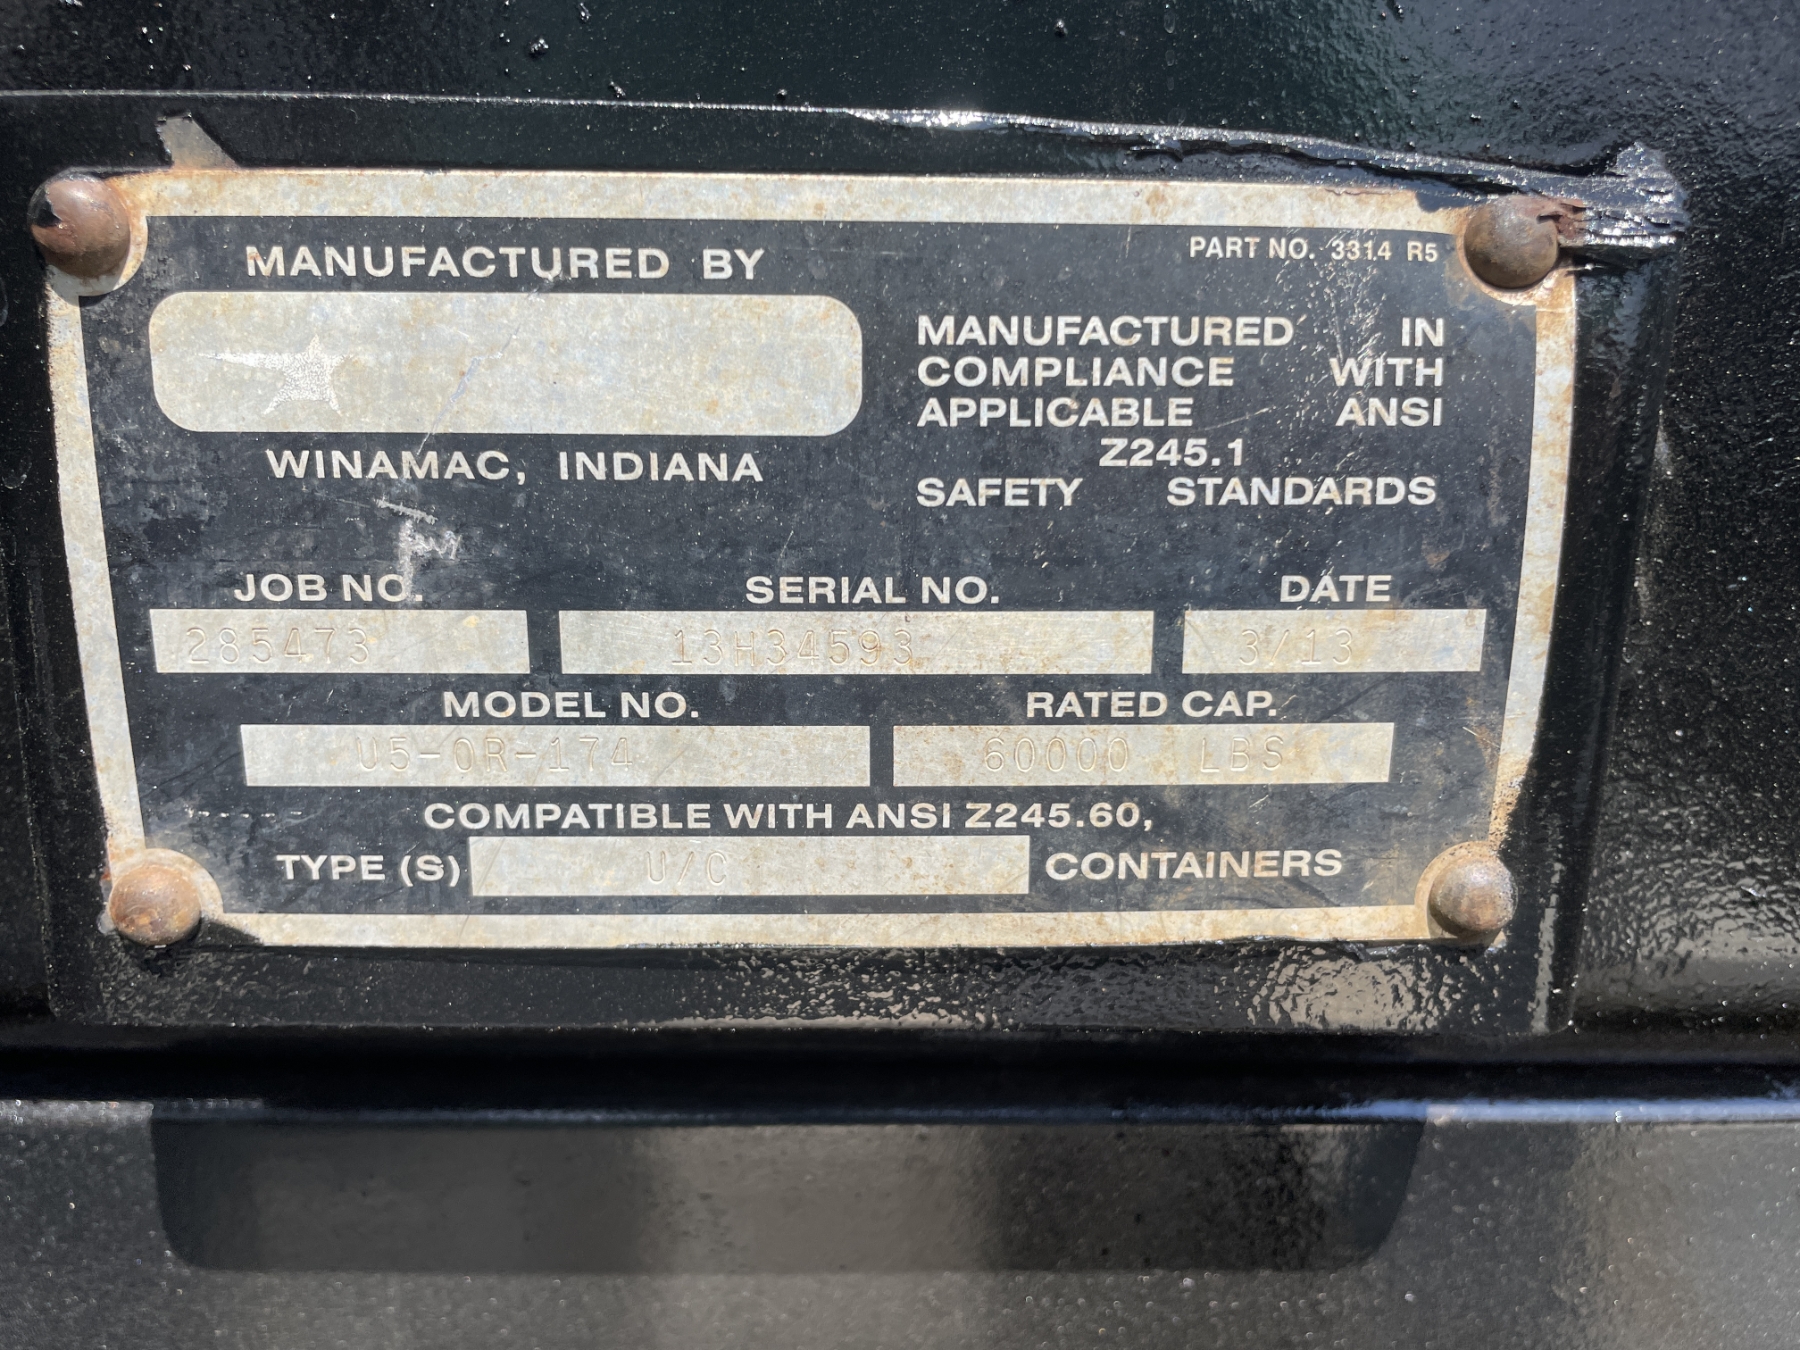 MANUFACTURED BY
PART NO. 3314 R5
WINAMAC, INDIANA
MANUFACTURED IN
COMPLIANCE WITH
APPLICABLE ANSI
Z245.1
SAFETY STANDARDS
JOB NO. SERIAL NO. DATE
285473 13H34593 3/13
MODEL NO. RATED CAP.
U5-OR-174 60000 LBS
COMPATIBLE WITH ANSI Z245.60,
TYPE (S) U/C CONTAINERS